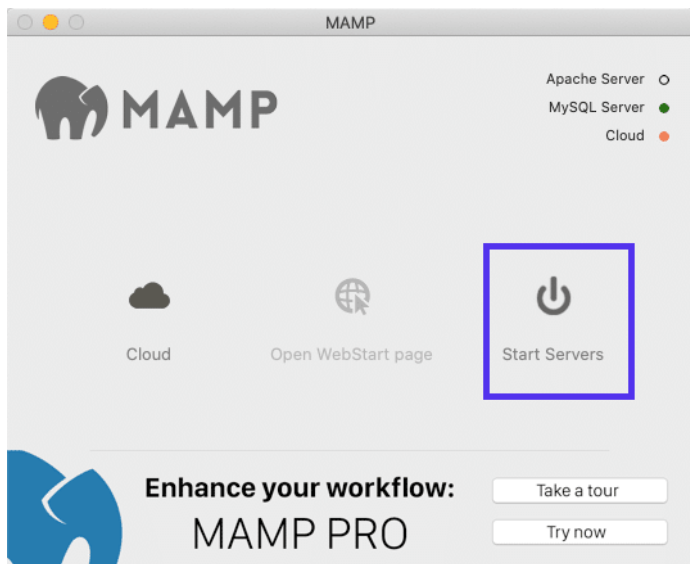 MAMP
MAMP
Apache Server
MySQL Server
Cloud
Cloud
Open WebStart page
Start Servers
Enhance your workflow:
MAMP PRO
Take a tour
Try now